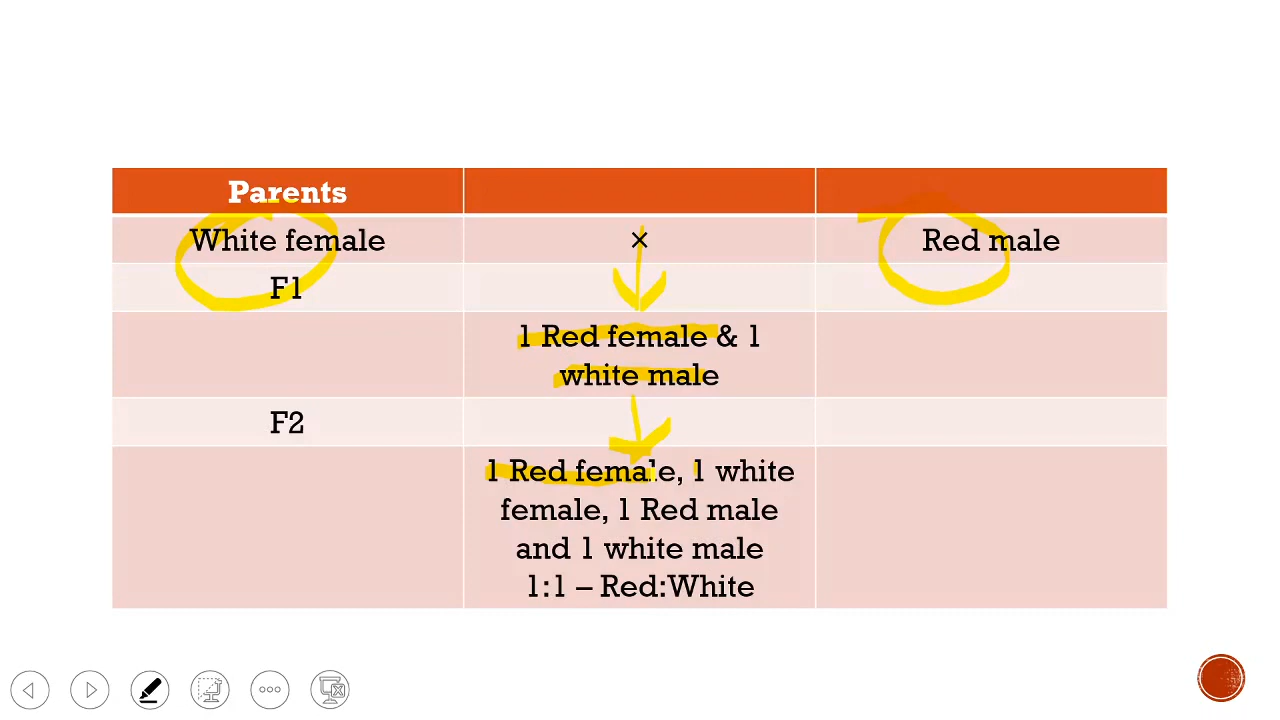 Parents
White female × Red male
F1
1 Red female & 1
white male
F2
1 Red female, 1 white
female, 1 Red male
and 1 white male
1:1 – Red:White